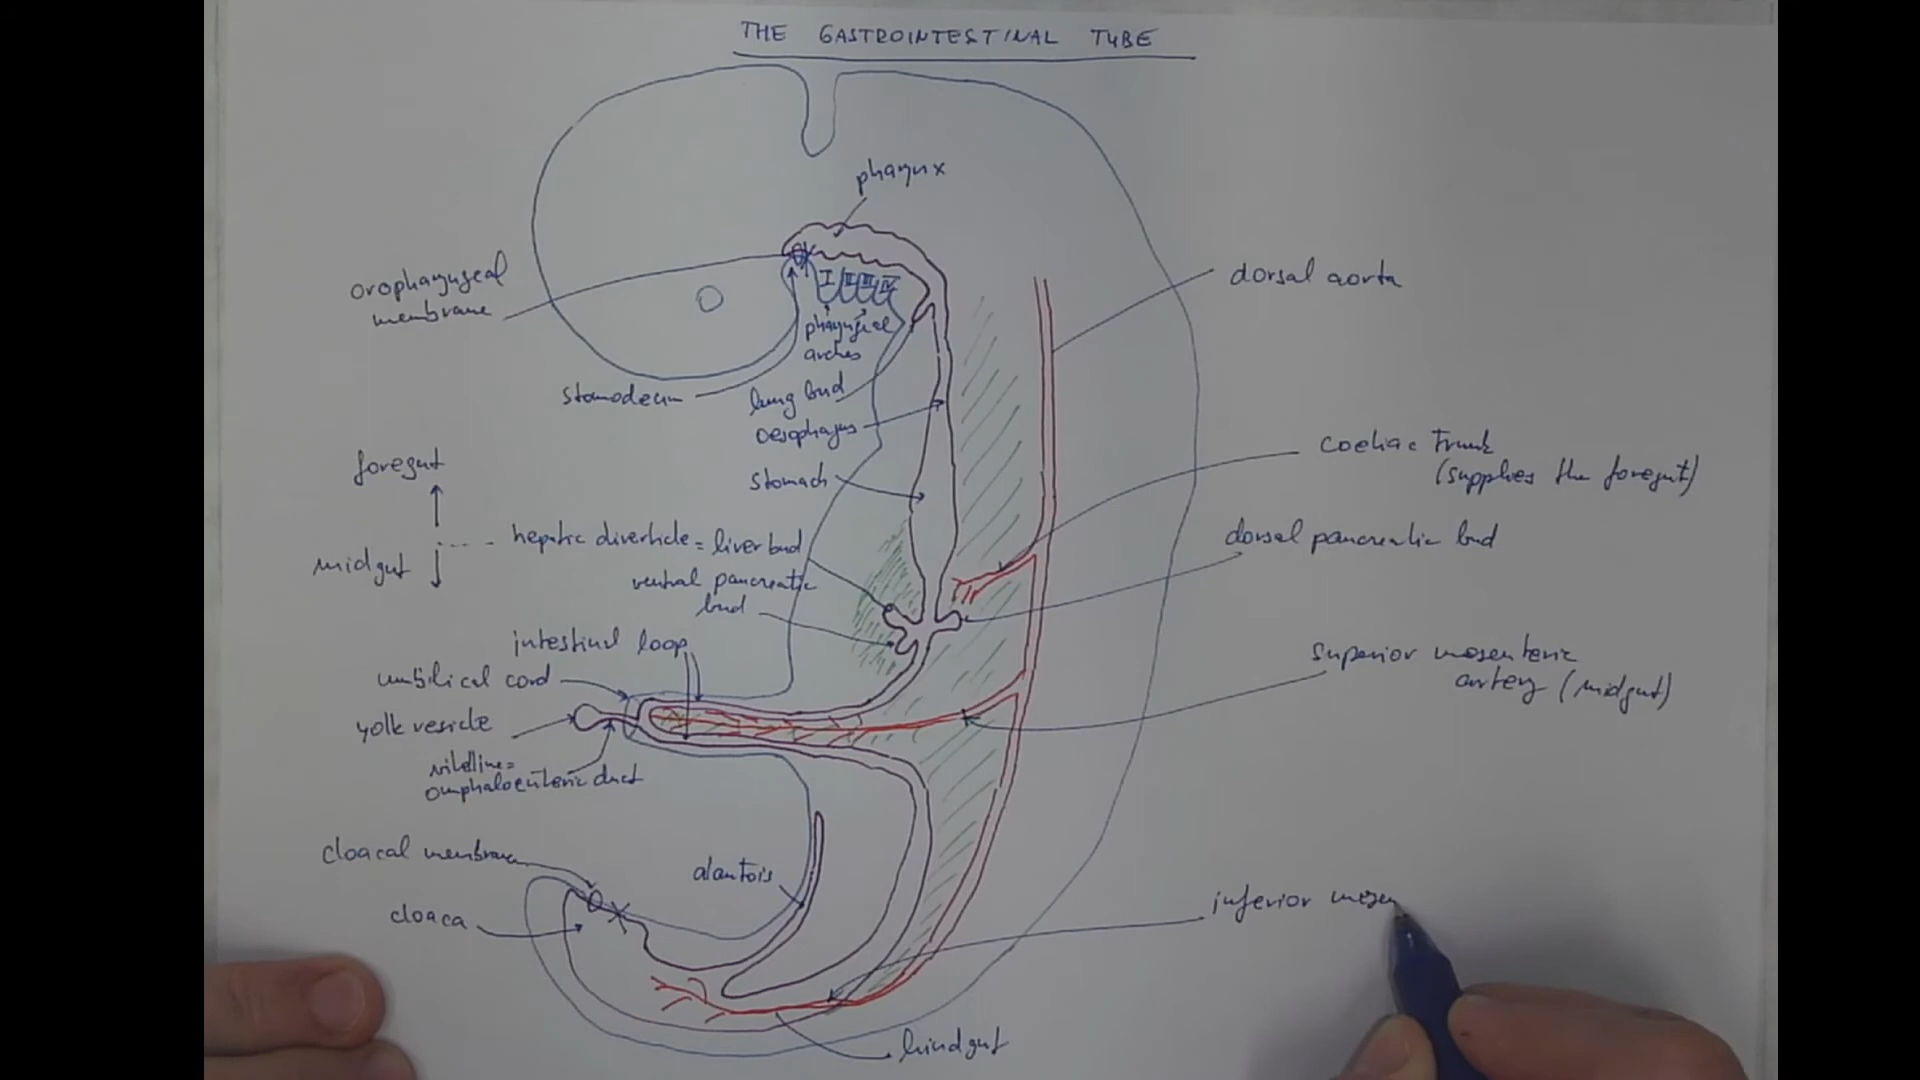 THE GASTROINTESTINAL TUBE
pharynx
oropharyngeal
membrane
I II III IV
pharyngeal
arches
stomodeum
lung bud
oesophagus
stomach
foregut
midgut
hepatic diverticle = liver bud
ventral pancreatic
bud
intestinal loop
umbilical cord
yolk vesicle
vitelline =
omphaloenteric duct
cloacal membrane
cloaca
alantois
hindgut
dorsal aorta
coeliac trunk
(supplies the foregut)
dorsal pancreatic bud
superior mesenteric
artery (midgut)
inferior mesen